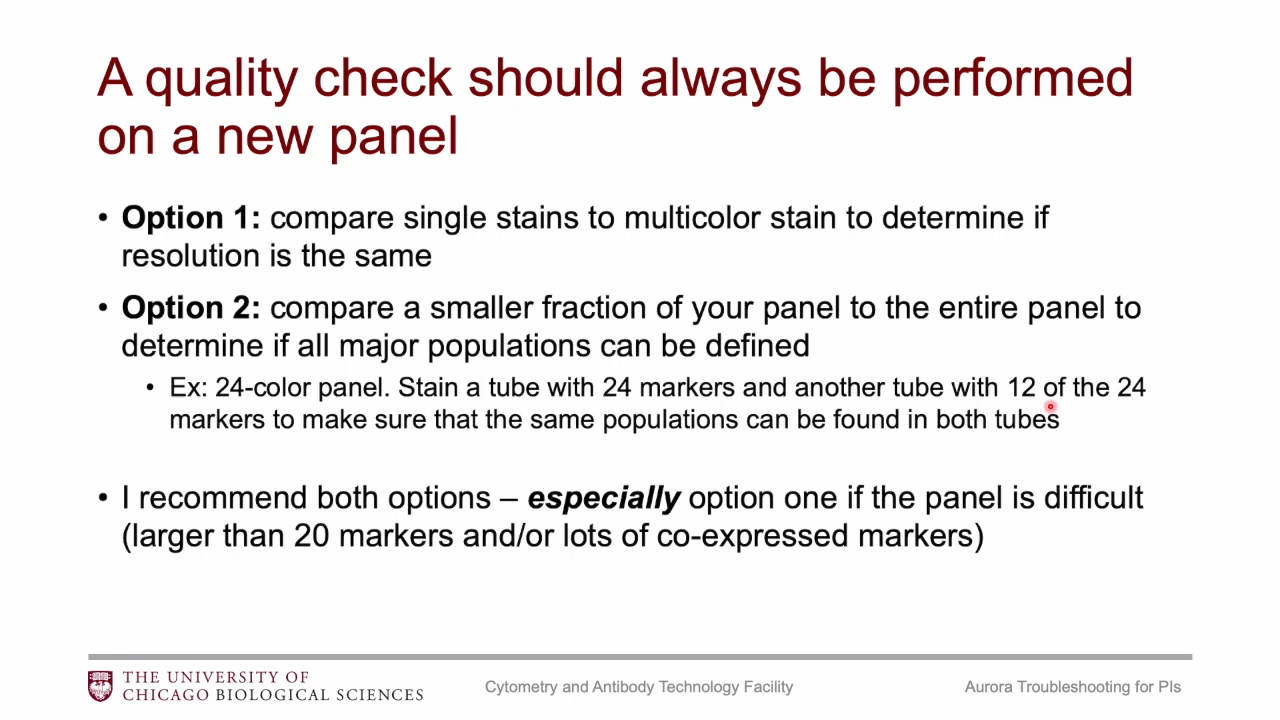 A quality check should always be performed
on a new panel
• Option 1: compare single stains to multicolor stain to determine if
resolution is the same
• Option 2: compare a smaller fraction of your panel to the entire panel to
determine if all major populations can be defined
• Ex: 24-color panel. Stain a tube with 24 markers and another tube with 12 of the 24
markers to make sure that the same populations can be found in both tubes
• I recommend both options – especially option one if the panel is difficult
(larger than 20 markers and/or lots of co-expressed markers)
THE UNIVERSITY OF
CHICAGO BIOLOGICAL SCIENCES
Cytometry and Antibody Technology Facility
Aurora Troubleshooting for PIs